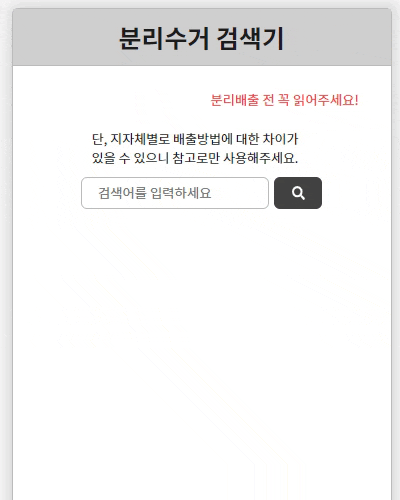 분리수거 검색기
분리배출 전 꼭 읽어주세요!
단, 지자체별로 배출방법에 대한 차이가
있을 수 있으니 참고로만 사용해주세요.
검색어를 입력하세요